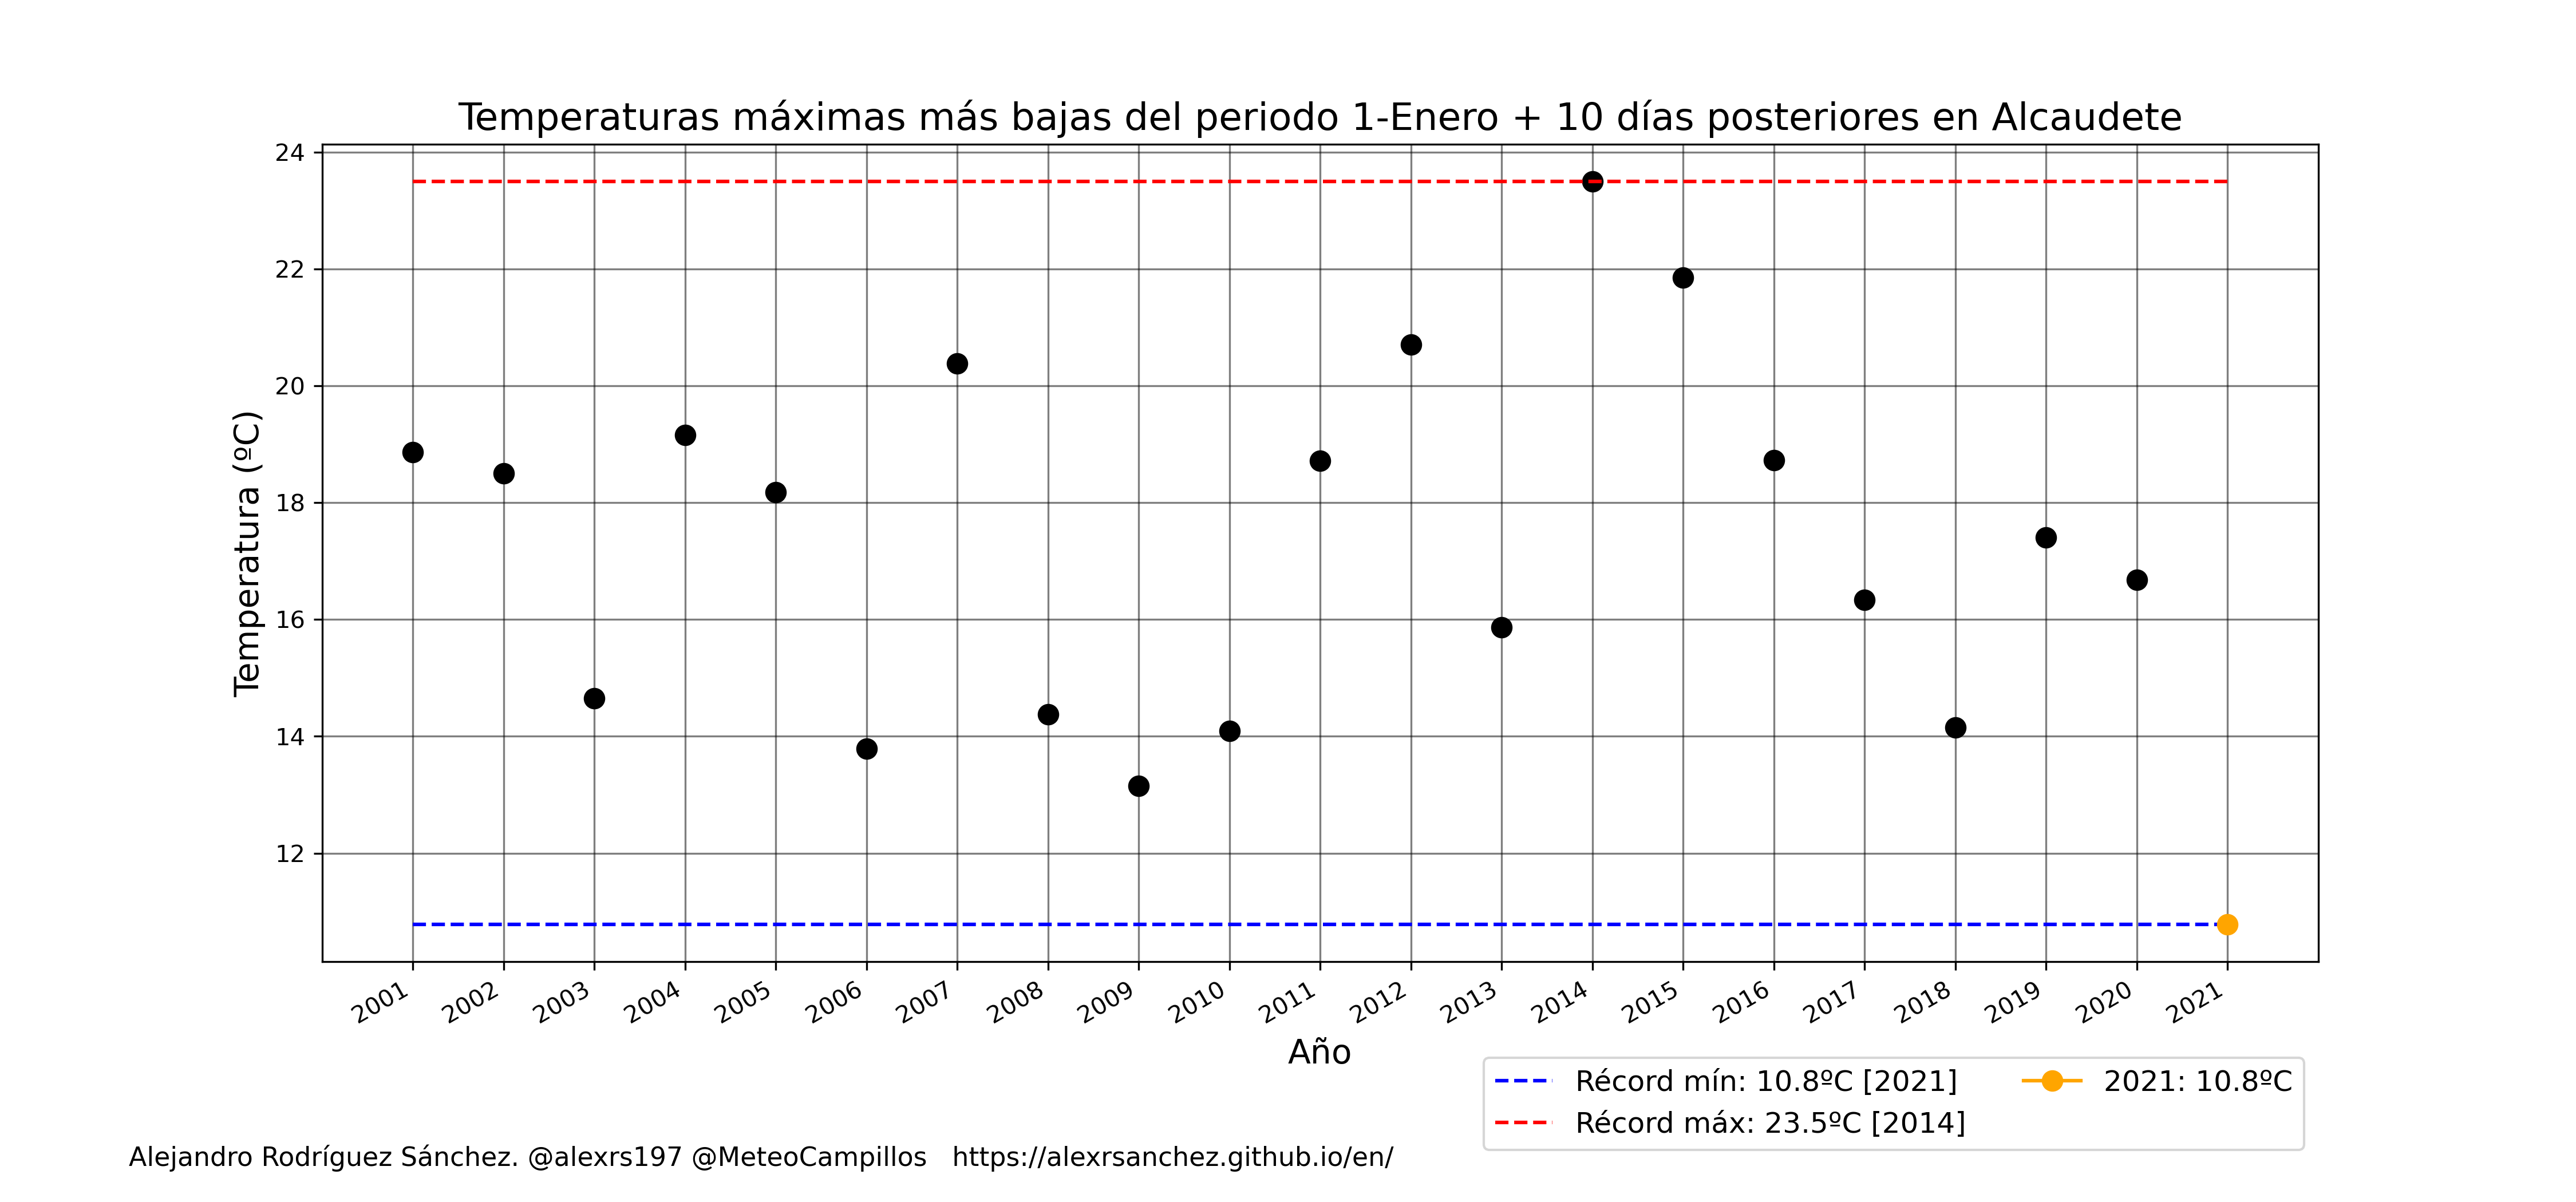 Temperaturas máximas más bajas del periodo 1-Enero + 10 días posteriores en Alcaudete
Temperatura (ºC)
24
22
20
18
16
14
12
2001 2002 2003 2004 2005 2006 2007 2008 2009 2010 2011 2012 2013 2014 2015 2016 2017 2018 2019 2020 2021
Año
Récord mín: 10.8ºC [2021] 2021: 10.8ºC
Récord máx: 23.5ºC [2014]
Alejandro Rodríguez Sánchez. @alexrs197 @MeteoCampillos https://alexrsanchez.github.io/en/